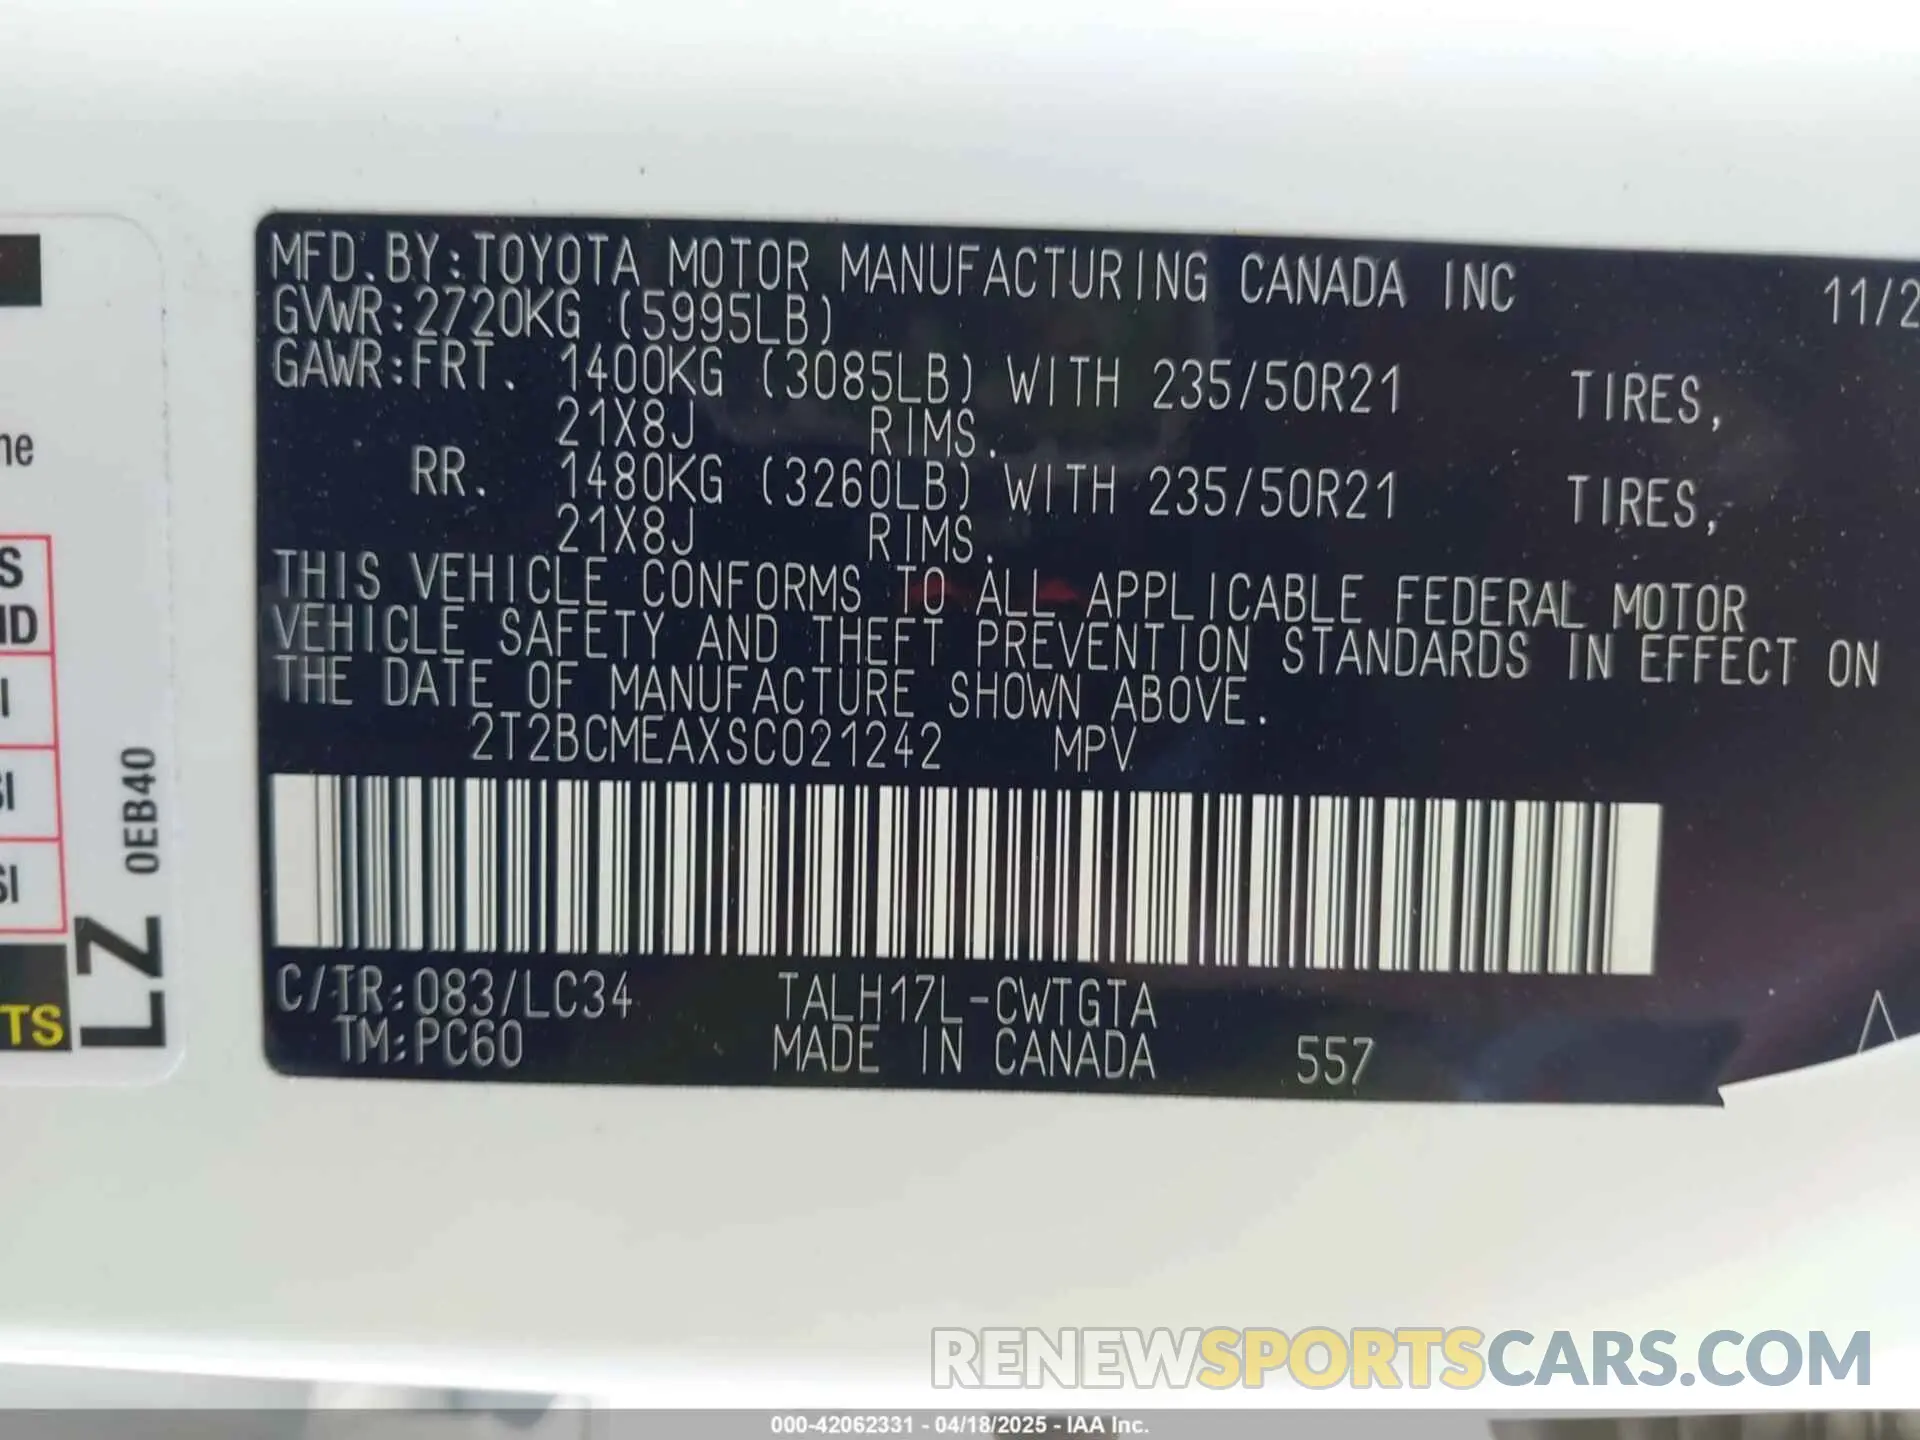 MFD. BY: TOYOTA MOTOR MANUFACTURING CANADA INC 11/2
GVWR: 2720KG (5995LB)
GAWR: FRT. 1400KG (3085LB) WITH 235/50R21 TIRES,
21X8J RIMS.
RR. 1480KG (3260LB) WITH 235/50R21 TIRES,
21X8J RIMS.
THIS VEHICLE CONFORMS TO ALL APPLICABLE FEDERAL MOTOR
VEHICLE SAFETY AND THEFT PREVENTION STANDARDS IN EFFECT ON
THE DATE OF MANUFACTURE SHOWN ABOVE.
2T2BCMEAXSC021242 MPV
C/TR: 083/LC34 TALH17L-CWTGTA
TM: PC60 MADE IN CANADA 557
0EB40
LZ
TS
RENEWSPORTSCARS.COM
000-42062331 - 04/18/2025 - IAA Inc.